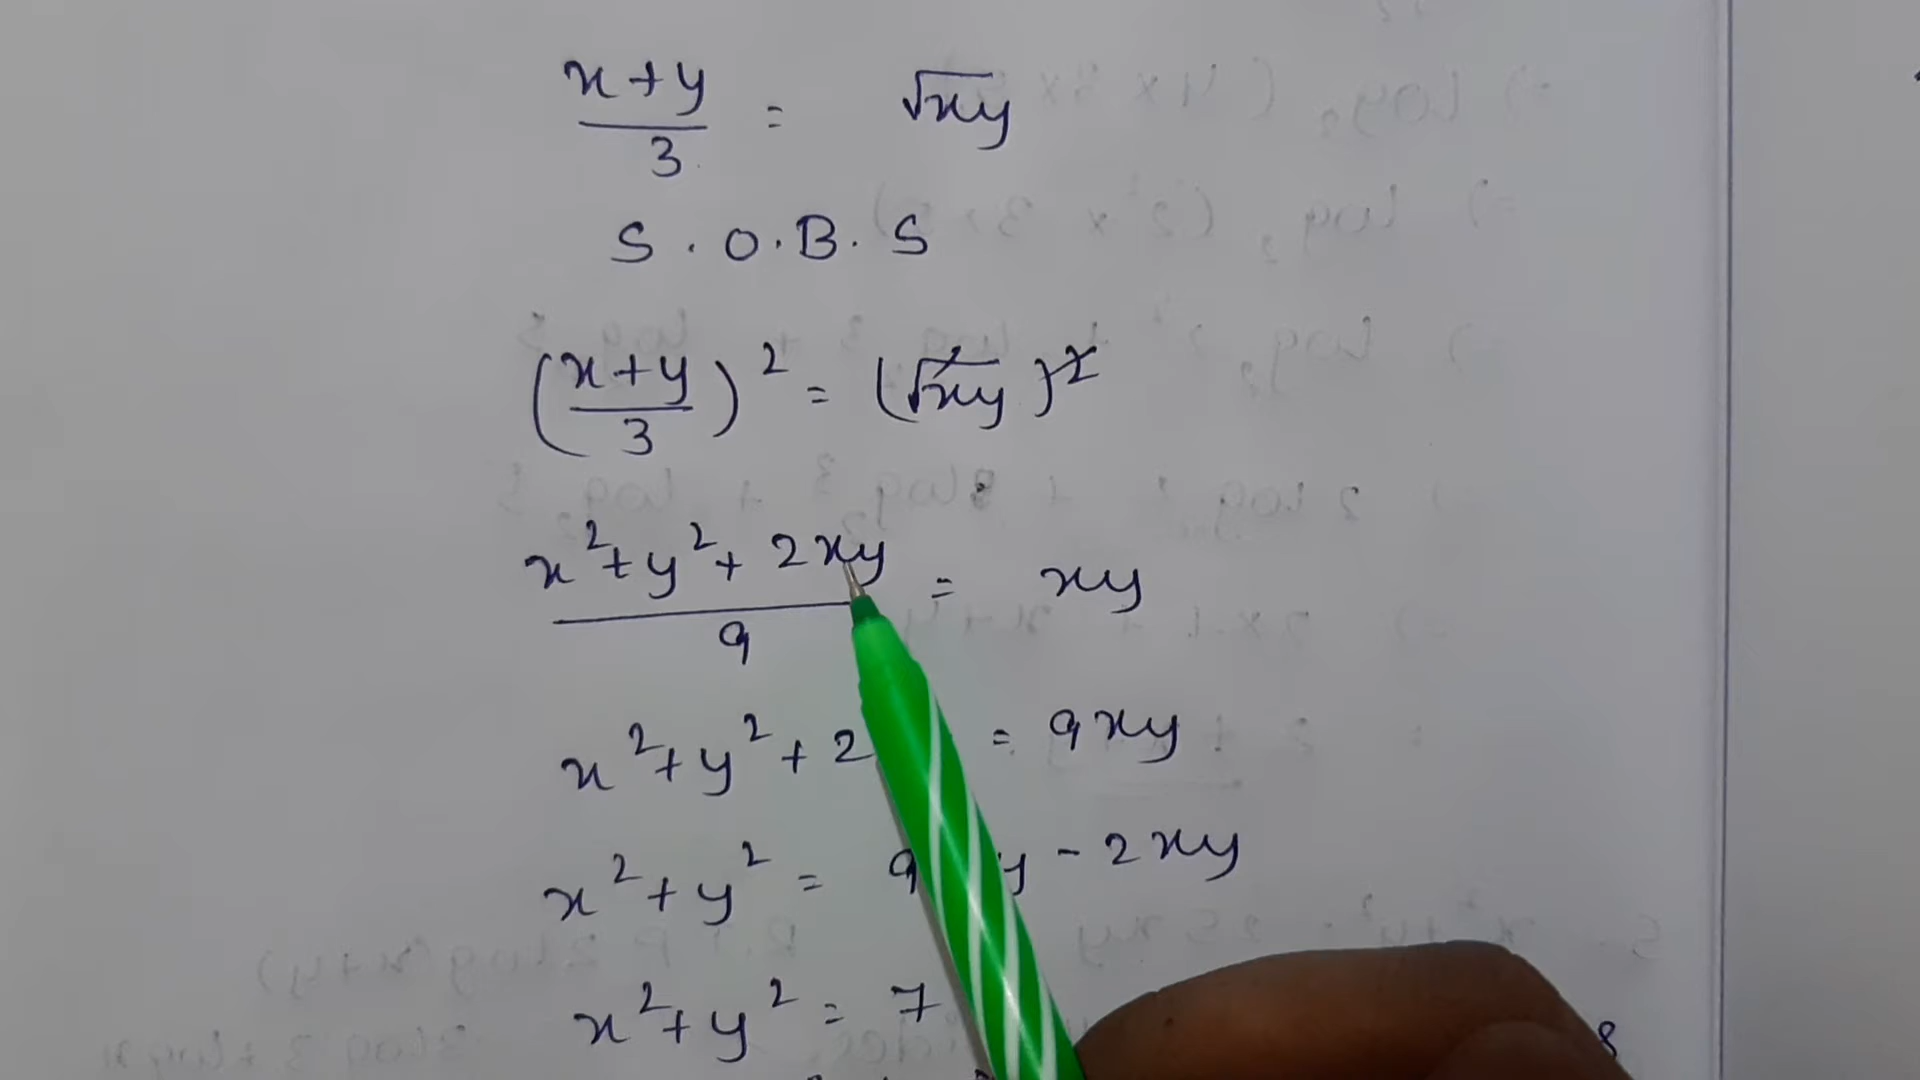 x+y/3 = √xy
S.O.B.S
(x+y/3)² = (√xy)²
x²+y²+2xy/9 = xy
x²+y²+2 = 9xy
x²+y² = 9 y - 2xy
x²+y² = 7